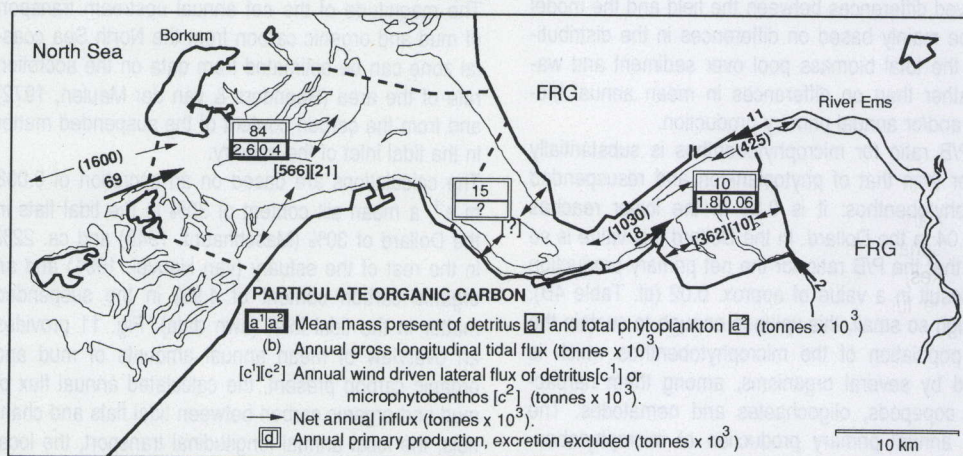 North Sea
Borkum
FRG
River Ems
11
(425)
84
2.6 0.4
[566][21]
(1600)
69
15
?
[?]
10
1.8 0.06
(1030)
18
[362][10]
3
FRG
PARTICULATE ORGANIC CARBON
a¹ a² Mean mass present of detritus a¹ and total phytoplankton a² (tonnes x 10³)
(b) Annual gross longitudinal tidal flux (tonnes x 10³)
[c¹][c²] Annual wind driven lateral flux of detritus[c¹] or
microphytobenthos [c²] (tonnes x 10³).
→ Net annual influx (tonnes x 10³).
d Annual primary production, excretion excluded (tonnes x 10³)
10 km